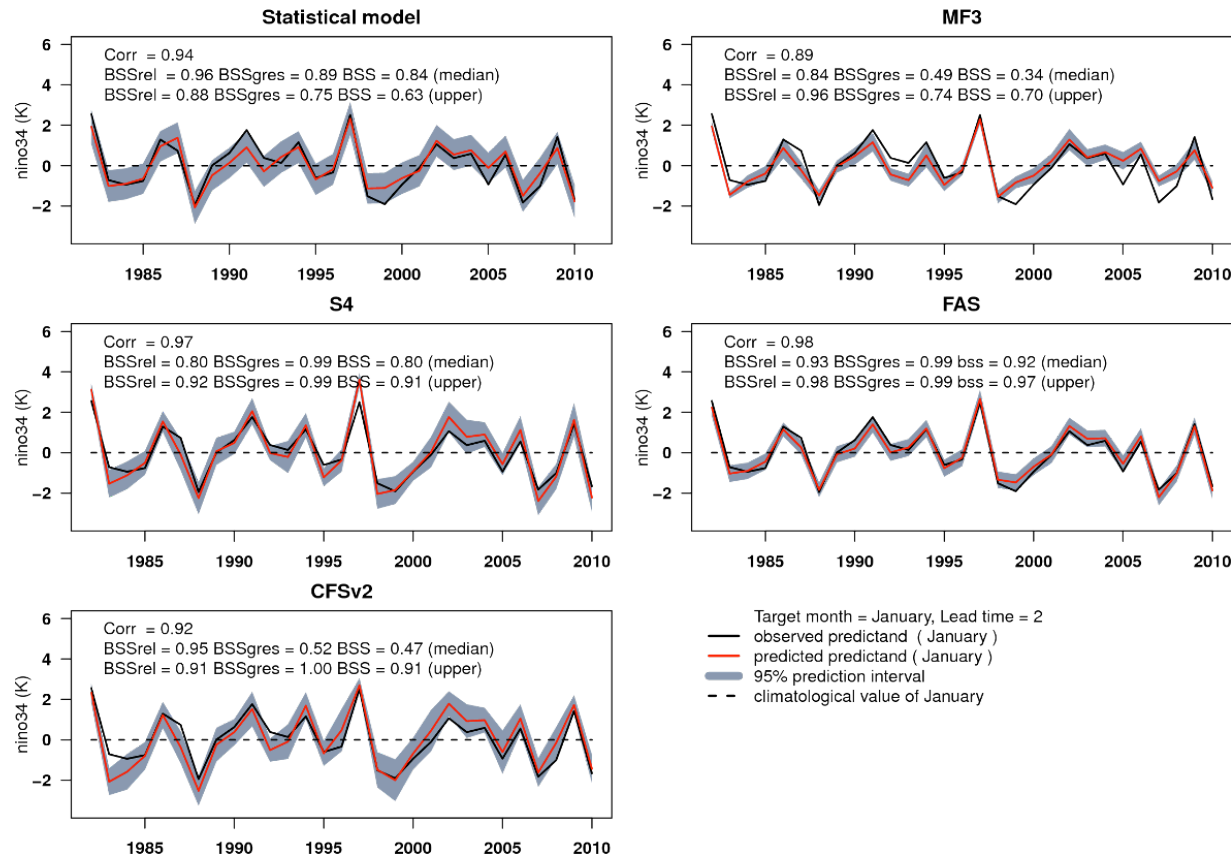 Statistical model
Corr = 0.94
BSSrel = 0.96 BSSgres = 0.89 BSS = 0.84 (median)
BSSrel = 0.88 BSSgres = 0.75 BSS = 0.63 (upper)
nino34 (K)
6
4
2
0
−2
1985 1990 1995 2000 2005 2010
MF3
Corr = 0.89
BSSrel = 0.84 BSSgres = 0.49 BSS = 0.34 (median)
BSSrel = 0.96 BSSgres = 0.74 BSS = 0.70 (upper)
nino34 (K)
6
4
2
0
−2
1985 1990 1995 2000 2005 2010
S4
Corr = 0.97
BSSrel = 0.80 BSSgres = 0.99 BSS = 0.80 (median)
BSSrel = 0.92 BSSgres = 0.99 BSS = 0.91 (upper)
nino34 (K)
6
4
2
0
−2
1985 1990 1995 2000 2005 2010
FAS
Corr = 0.98
BSSrel = 0.93 BSSgres = 0.99 bss = 0.92 (median)
BSSrel = 0.98 BSSgres = 0.99 bss = 0.97 (upper)
nino34 (K)
6
4
2
0
−2
1985 1990 1995 2000 2005 2010
CFSv2
Corr = 0.92
BSSrel = 0.95 BSSgres = 0.52 BSS = 0.47 (median)
BSSrel = 0.91 BSSgres = 1.00 BSS = 0.91 (upper)
nino34 (K)
6
4
2
0
−2
1985 1990 1995 2000 2005 2010
Target month = January, Lead time = 2
observed predictand ( January )
predicted predictand ( January )
95% prediction interval
climatological value of January